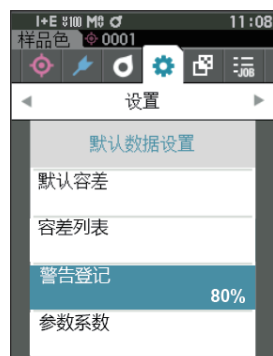 I+E M0 11:08
样品色 0001
JOB
设置
默认数据设置
默认容差
容差列表
警告登记
80%
参数系数